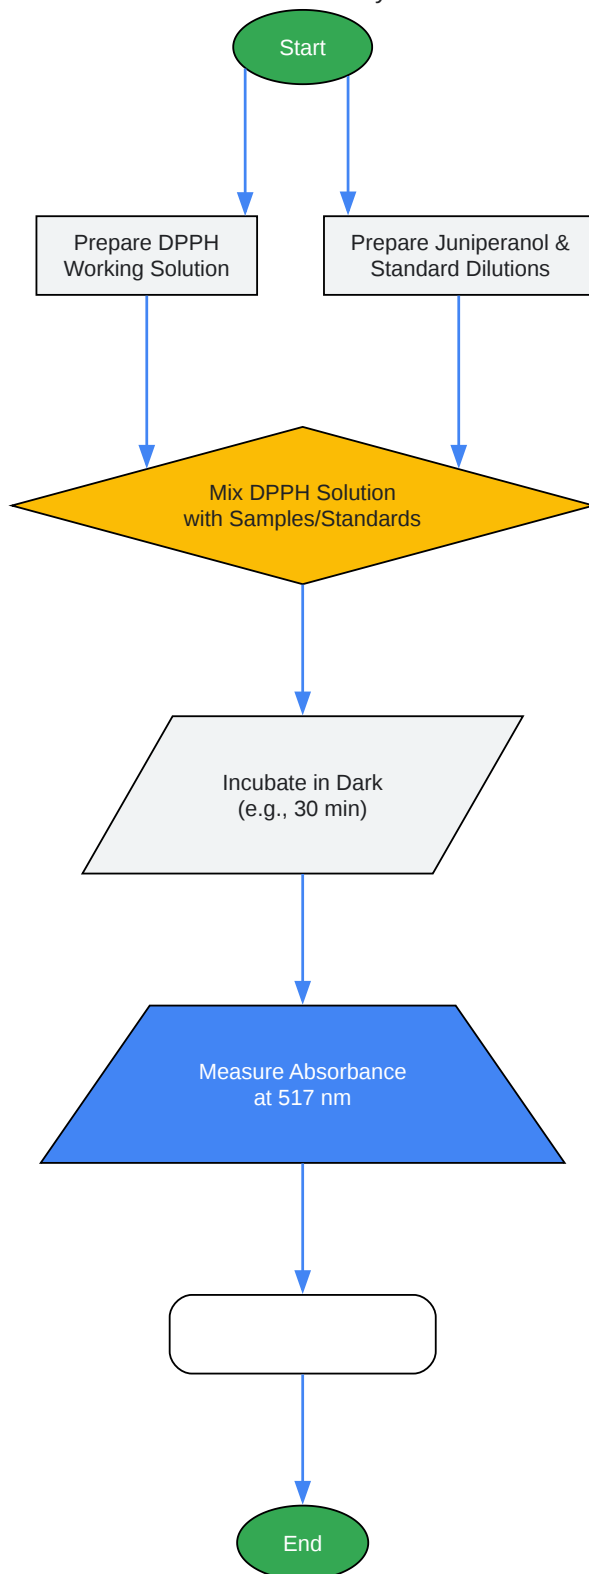 Start
Prepare DPPH
Working Solution
Prepare Juniperanol &
Standard Dilutions
Mix DPPH Solution
with Samples/Standards
Incubate in Dark
(e.g., 30 min)
Measure Absorbance
at 517 nm
End